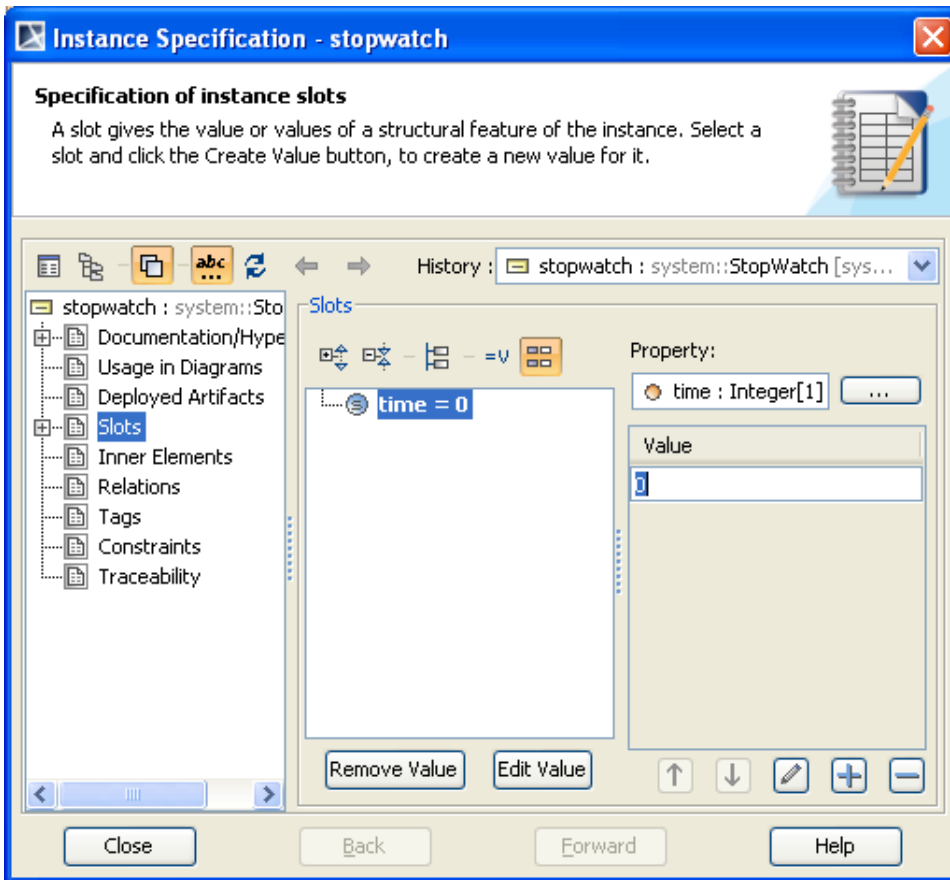 Instance Specification - stopwatch
Specification of instance slots
A slot gives the value or values of a structural feature of the instance. Select a
slot and click the Create Value button, to create a new value for it.
abc
...
History : stopwatch : system::StopWatch [sys...
stopwatch : system::Sto
Documentation/Hype
Usage in Diagrams
Deployed Artifacts
Slots
Inner Elements
Relations
Tags
Constraints
Traceability
Slots
=v
time = 0
Remove Value
Edit Value
Property:
time : Integer[1]
...
Value
0
Close
Back
Forward
Help